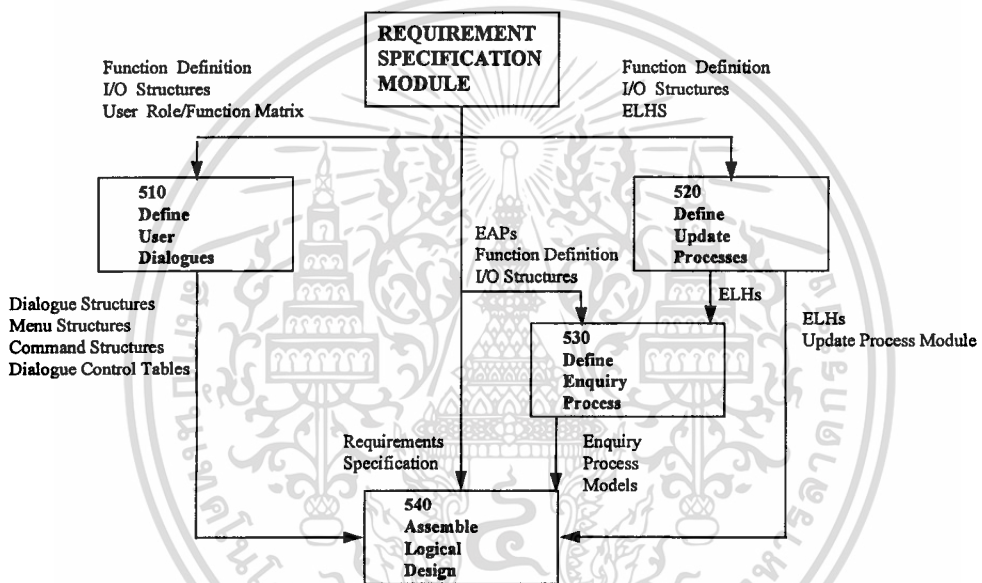 REQUIREMENT
SPECIFICATION
MODULE
Function Definition
I/O Structures
User Role/Function Matrix
Function Definition
I/O Structures
ELHS
510
Define
User
Dialogues
520
Define
Update
Processes
EAPs
Function Definition
I/O Structures
ELHs
Dialogue Structures
Menu Structures
Command Structures
Dialogue Control Tables
ELHs
Update Process Module
530
Define
Enquiry
Process
Requirements
Specification
Enquiry
Process
Models
540
Assemble
Logical
Design